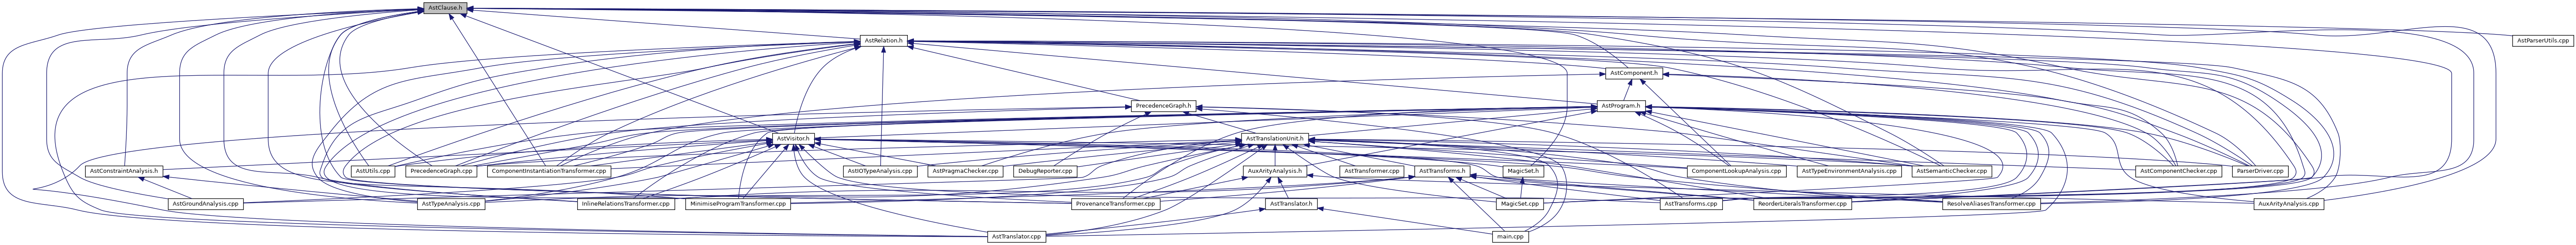 AstClause.h
AstRelation.h
AstParserUtils.cpp
AstComponent.h
PrecedenceGraph.h
AstProgram.h
AstVisitor.h
AstTranslationUnit.h
AstConstraintAnalysis.h
AstUtils.cpp
PrecedenceGraph.cpp
ComponentInstantiationTransformer.cpp
AstIOTypeAnalysis.cpp
AstPragmaChecker.cpp
DebugReporter.cpp
AuxArityAnalysis.h
AstTransformer.cpp
AstTransforms.h
MagicSet.h
ComponentLookupAnalysis.cpp
AstTypeEnvironmentAnalysis.cpp
AstSemanticChecker.cpp
AstComponentChecker.cpp
ParserDriver.cpp
AstGroundAnalysis.cpp
AstTypeAnalysis.cpp
InlineRelationsTransformer.cpp
MinimiseProgramTransformer.cpp
ProvenanceTransformer.cpp
AstTranslator.h
MagicSet.cpp
AstTransforms.cpp
ReorderLiteralsTransformer.cpp
ResolveAliasesTransformer.cpp
AuxArityAnalysis.cpp
AstTranslator.cpp
main.cpp